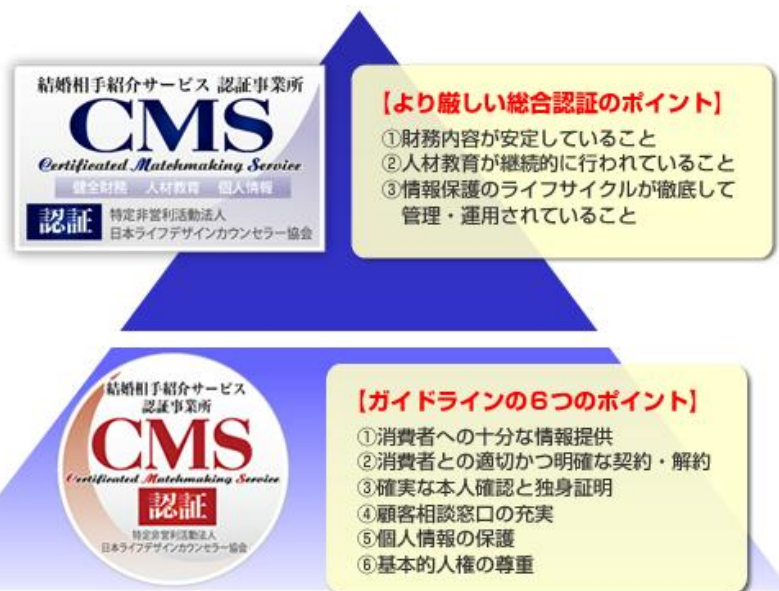 結婚相手紹介サービス 認証事業所
CMS
Certificated Matchmaking Service
健全財務 人材教育 個人情報
認証
特定非営利活動法人
日本ライフデザインカウンセラー協会
【より厳しい総合認証のポイント】
①財務内容が安定していること
②人材教育が継続的に行われていること
③情報保護のライフサイクルが徹底して
管理・運用されていること
結婚相手紹介サービス
認証事業所
CMS
Certificated Matchmaking Service
認証
特定非営利活動法人
日本ライフデザインカウンセラー協会
【ガイドラインの6つのポイント】
①消費者への十分な情報提供
②消費者との適切かつ明確な契約・解約
③確実な本人確認と独身証明
④顧客相談窓口の充実
⑤個人情報の保護
⑥基本的人権の尊重